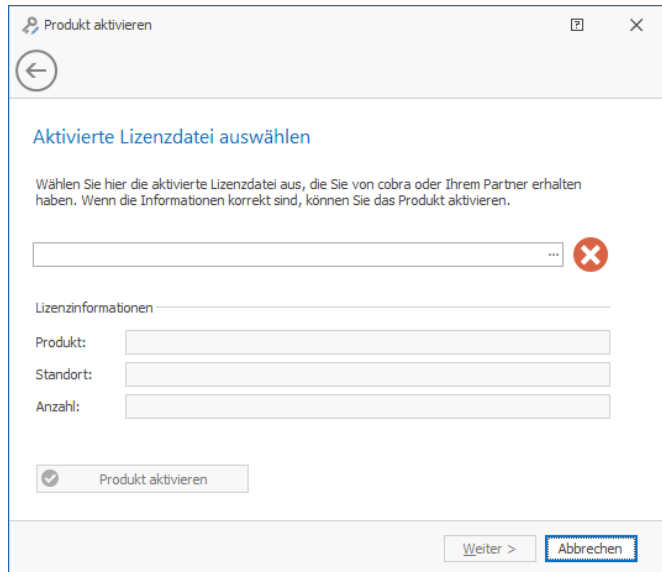 Produkt aktivieren
Aktivierte Lizenzdatei auswählen
Wählen Sie hier die aktivierte Lizenzdatei aus, die Sie von cobra oder Ihrem Partner erhalten
haben. Wenn die Informationen korrekt sind, können Sie das Produkt aktivieren.
...
Lizenzinformationen
Produkt:
Standort:
Anzahl:
Produkt aktivieren
Weiter >
Abbrechen